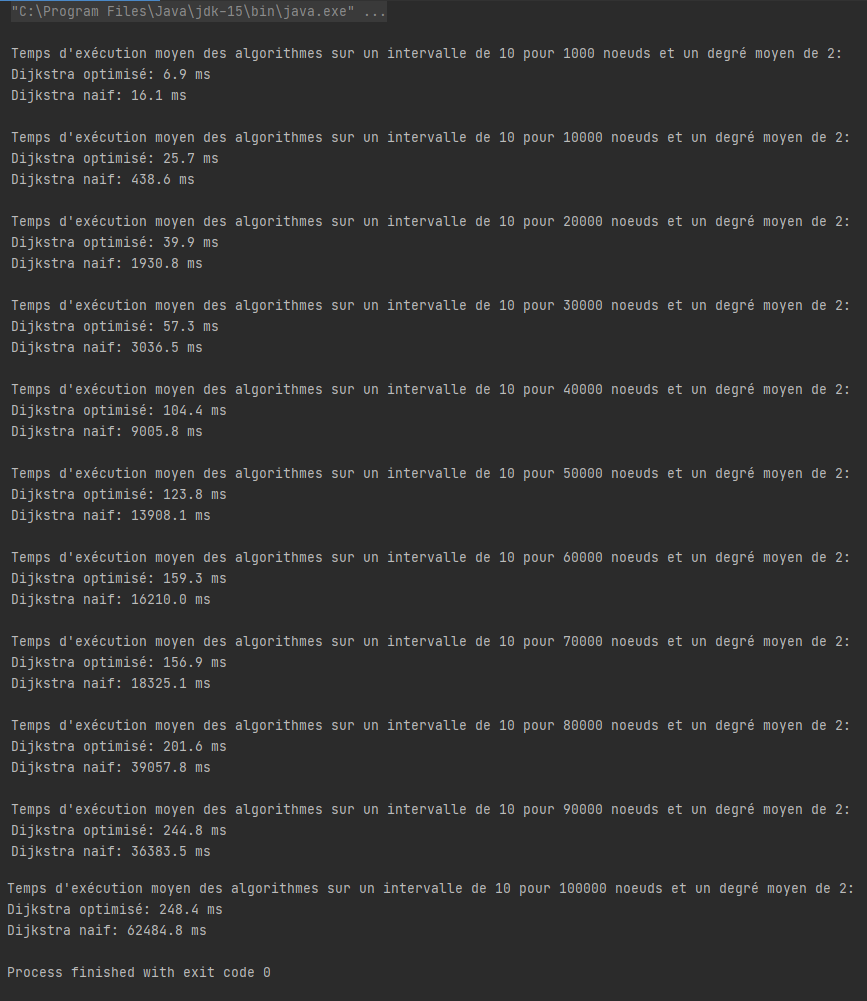 "C:\Program Files\Java\jdk-15\bin\java.exe" ...
Temps d'exécution moyen des algorithmes sur un intervalle de 10 pour 1000 noeuds et un degré moyen de 2:
Dijkstra optimisé: 6.9 ms
Dijkstra naif: 16.1 ms
Temps d'exécution moyen des algorithmes sur un intervalle de 10 pour 10000 noeuds et un degré moyen de 2:
Dijkstra optimisé: 25.7 ms
Dijkstra naif: 438.6 ms
Temps d'exécution moyen des algorithmes sur un intervalle de 10 pour 20000 noeuds et un degré moyen de 2:
Dijkstra optimisé: 39.9 ms
Dijkstra naif: 1930.8 ms
Temps d'exécution moyen des algorithmes sur un intervalle de 10 pour 30000 noeuds et un degré moyen de 2:
Dijkstra optimisé: 57.3 ms
Dijkstra naif: 3036.5 ms
Temps d'exécution moyen des algorithmes sur un intervalle de 10 pour 40000 noeuds et un degré moyen de 2:
Dijkstra optimisé: 104.4 ms
Dijkstra naif: 9005.8 ms
Temps d'exécution moyen des algorithmes sur un intervalle de 10 pour 50000 noeuds et un degré moyen de 2:
Dijkstra optimisé: 123.8 ms
Dijkstra naif: 13908.1 ms
Temps d'exécution moyen des algorithmes sur un intervalle de 10 pour 60000 noeuds et un degré moyen de 2:
Dijkstra optimisé: 159.3 ms
Dijkstra naif: 16210.0 ms
Temps d'exécution moyen des algorithmes sur un intervalle de 10 pour 70000 noeuds et un degré moyen de 2:
Dijkstra optimisé: 156.9 ms
Dijkstra naif: 18325.1 ms
Temps d'exécution moyen des algorithmes sur un intervalle de 10 pour 80000 noeuds et un degré moyen de 2:
Dijkstra optimisé: 201.6 ms
Dijkstra naif: 39057.8 ms
Temps d'exécution moyen des algorithmes sur un intervalle de 10 pour 90000 noeuds et un degré moyen de 2:
Dijkstra optimisé: 244.8 ms
Dijkstra naif: 36383.5 ms
Temps d'exécution moyen des algorithmes sur un intervalle de 10 pour 100000 noeuds et un degré moyen de 2:
Dijkstra optimisé: 248.4 ms
Dijkstra naif: 62484.8 ms
Process finished with exit code 0